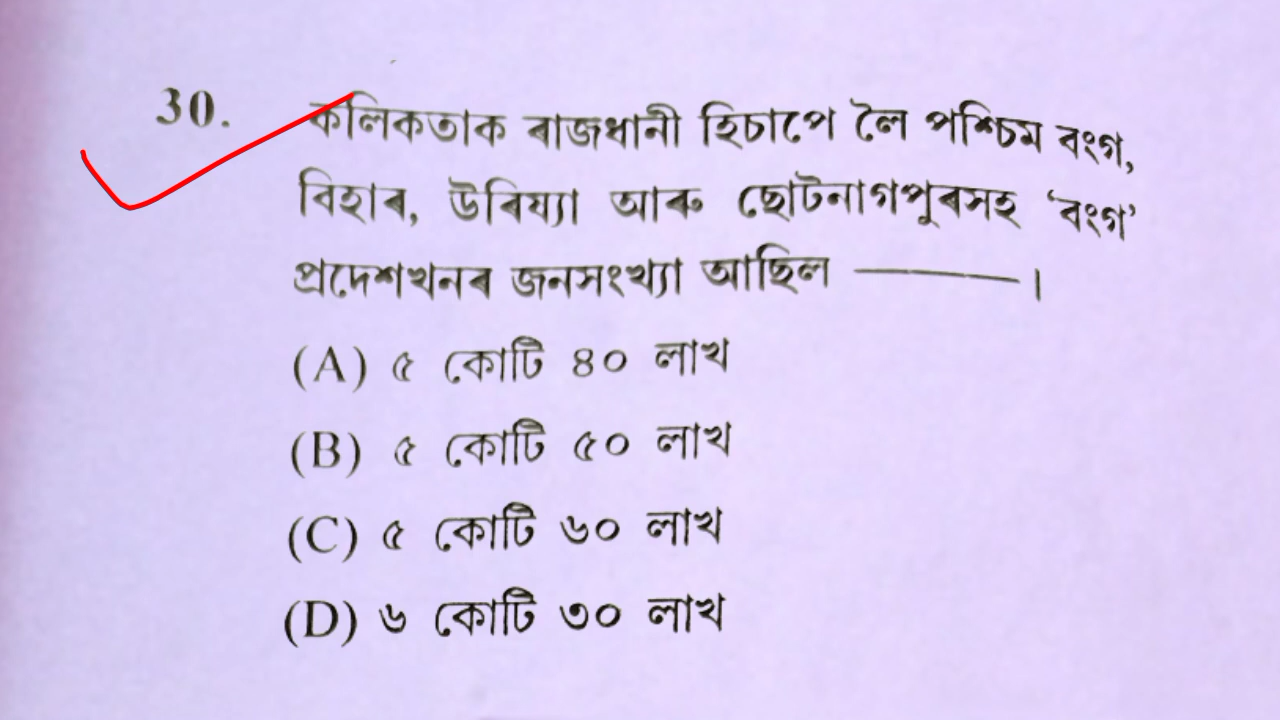 30. কলিকতাক ৰাজধানী হিচাপে লৈ পশ্চিম বংগ,
বিহাৰ, উৰিয্যা আৰু ছোটনাগপুৰসহ ‘বংগ’
প্ৰদেশখনৰ জনসংখ্যা আছিল ———।
(A) ৫ কোটি ৪০ লাখ
(B) ৫ কোটি ৫০ লাখ
(C) ৫ কোটি ৬০ লাখ
(D) ৬ কোটি ৩০ লাখ